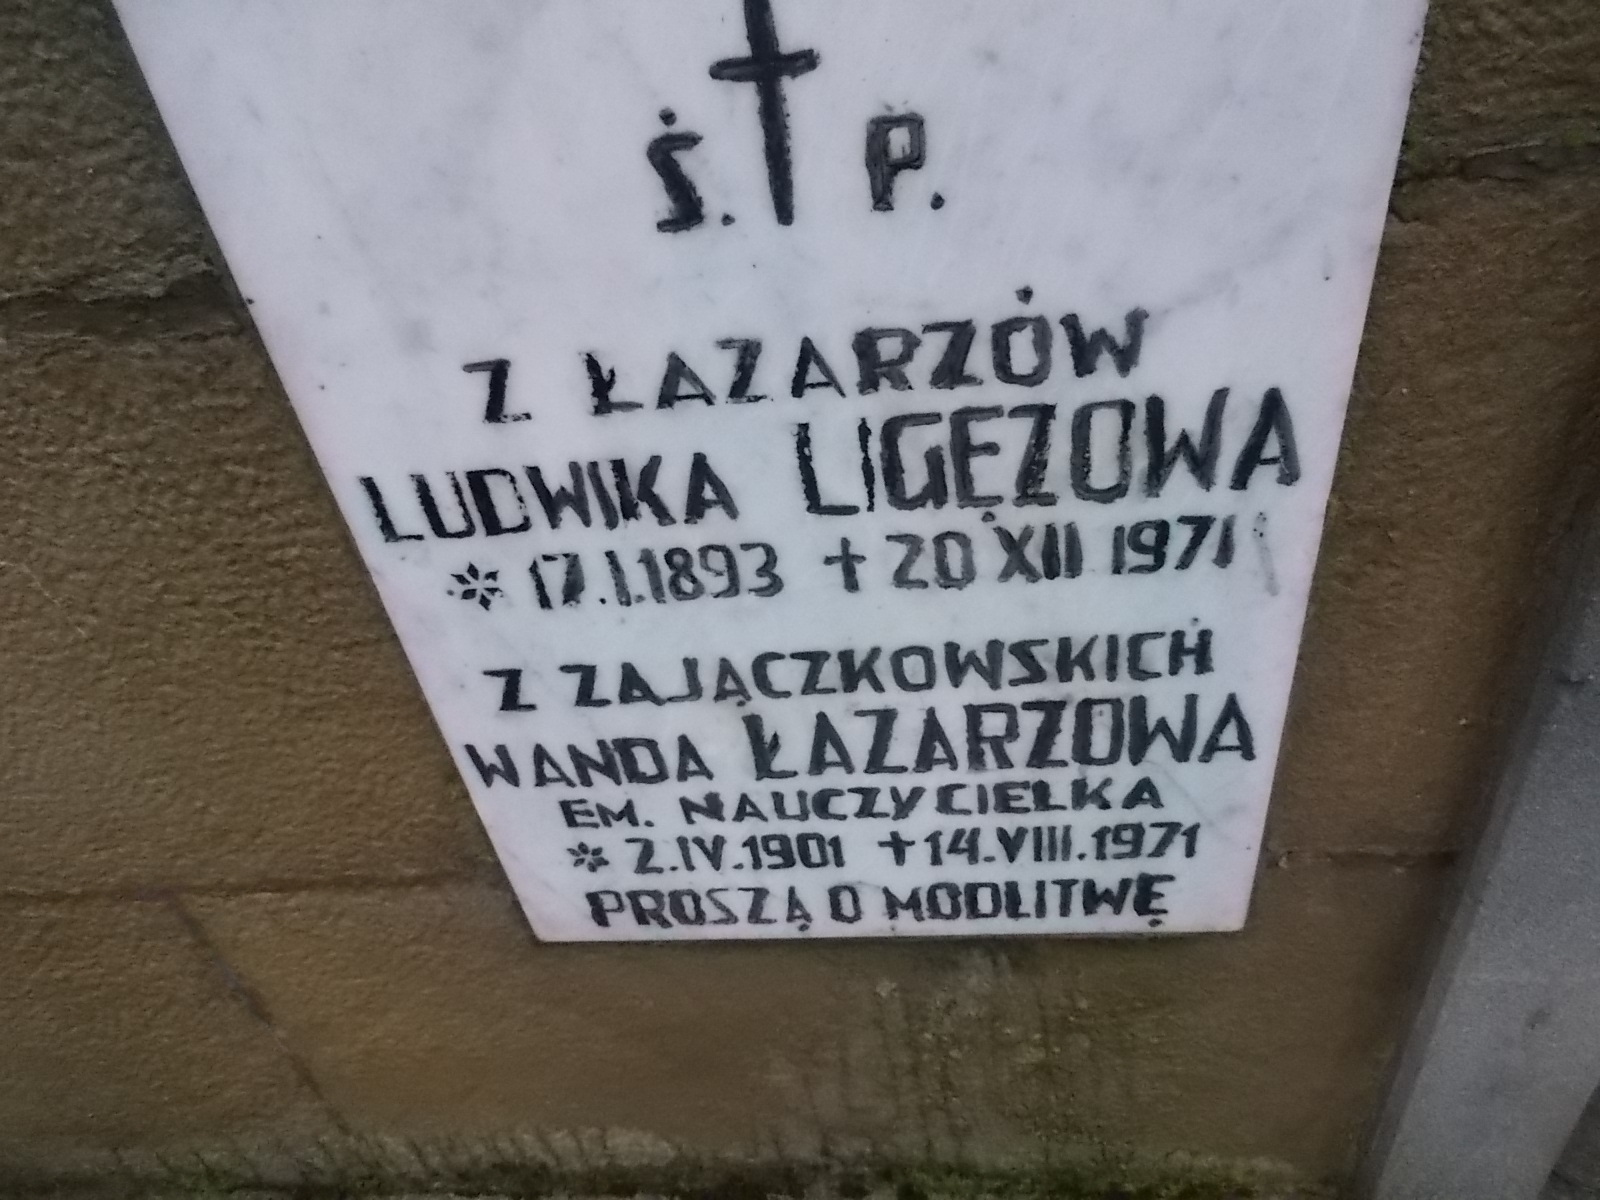 Ś. P.
Z ŁAZARZÓW
LUDWIKA LIGĘZOWA
* 17.I.1893 + 20 XII 1971
Z ZAJĄCZKOWSKICH
WANDA ŁAZARZOWA
EM. NAUCZYCIELKA
* 2.IV.1901 + 14.VIII.1971
PROSZĄ O MODLITWĘ